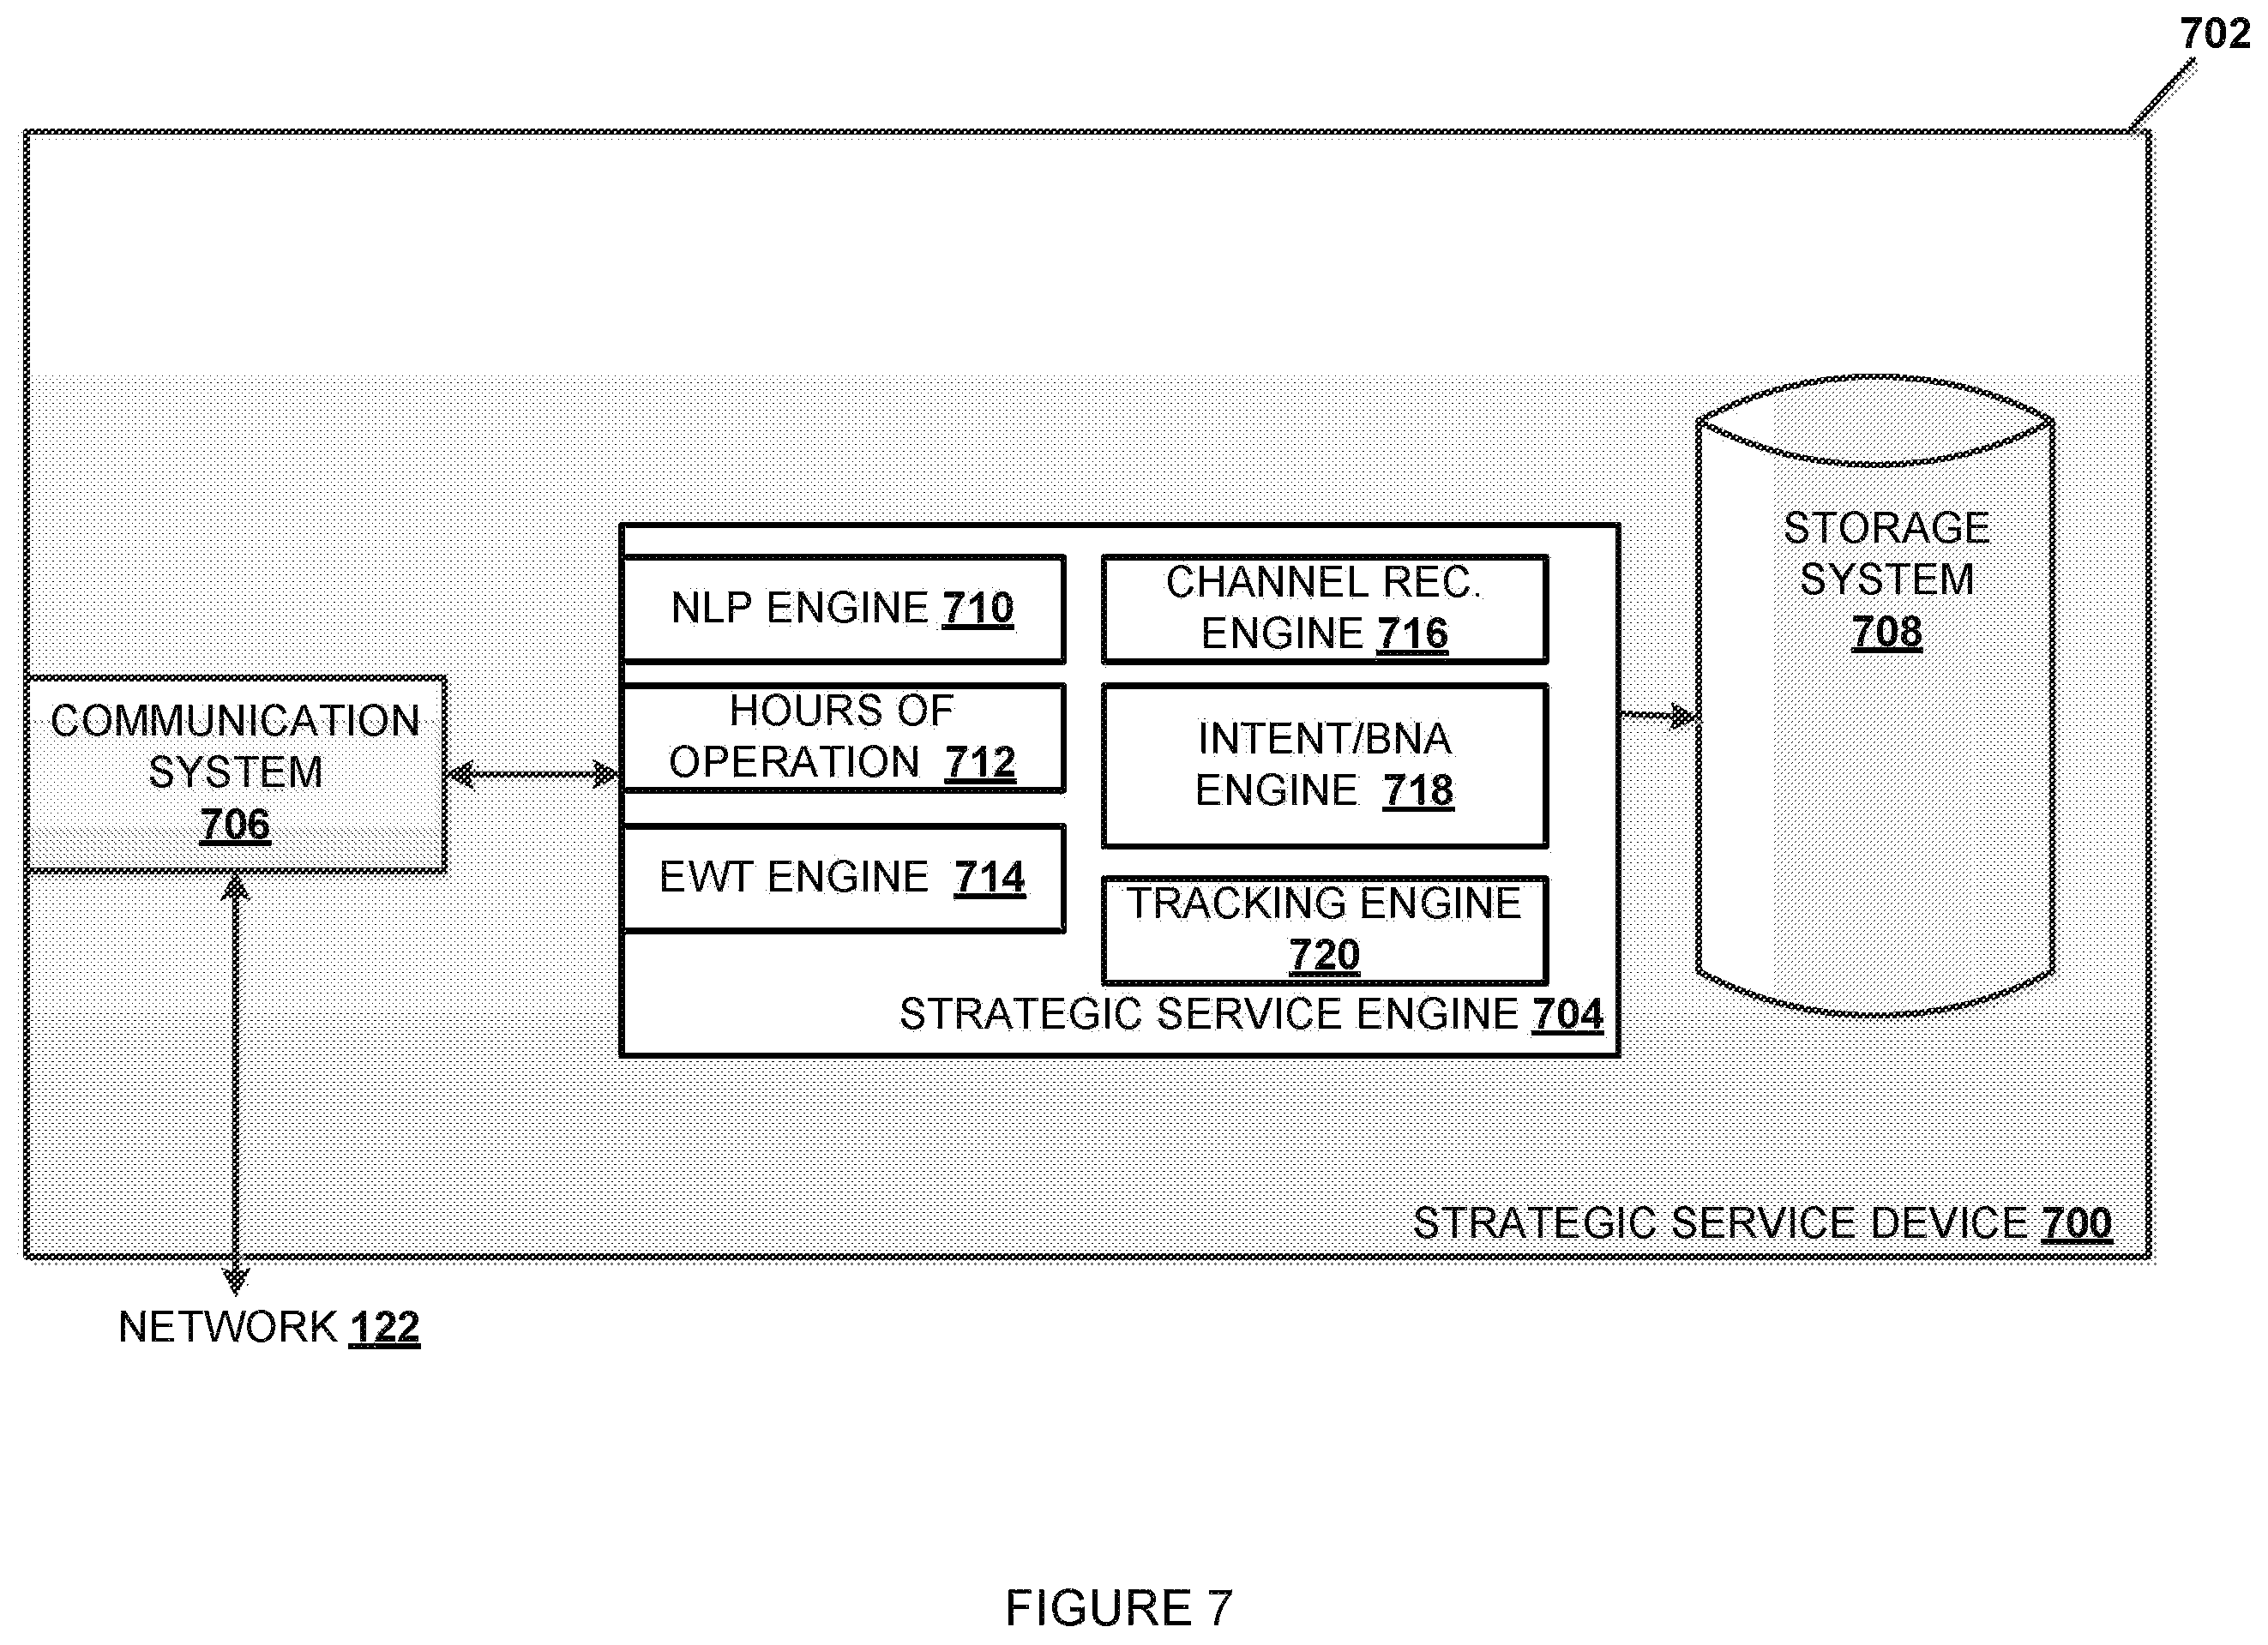 702
STORAGE
SYSTEM
708
NLP ENGINE 710
CHANNEL REC.
ENGINE 716
HOURS OF
OPERATION 712
INTENT/BNA
ENGINE 718
COMMUNICATION
SYSTEM
706
EWT ENGINE 714
TRACKING ENGINE
720
STRATEGIC SERVICE ENGINE 704
STRATEGIC SERVICE DEVICE 700
NETWORK 122
FIGURE 7